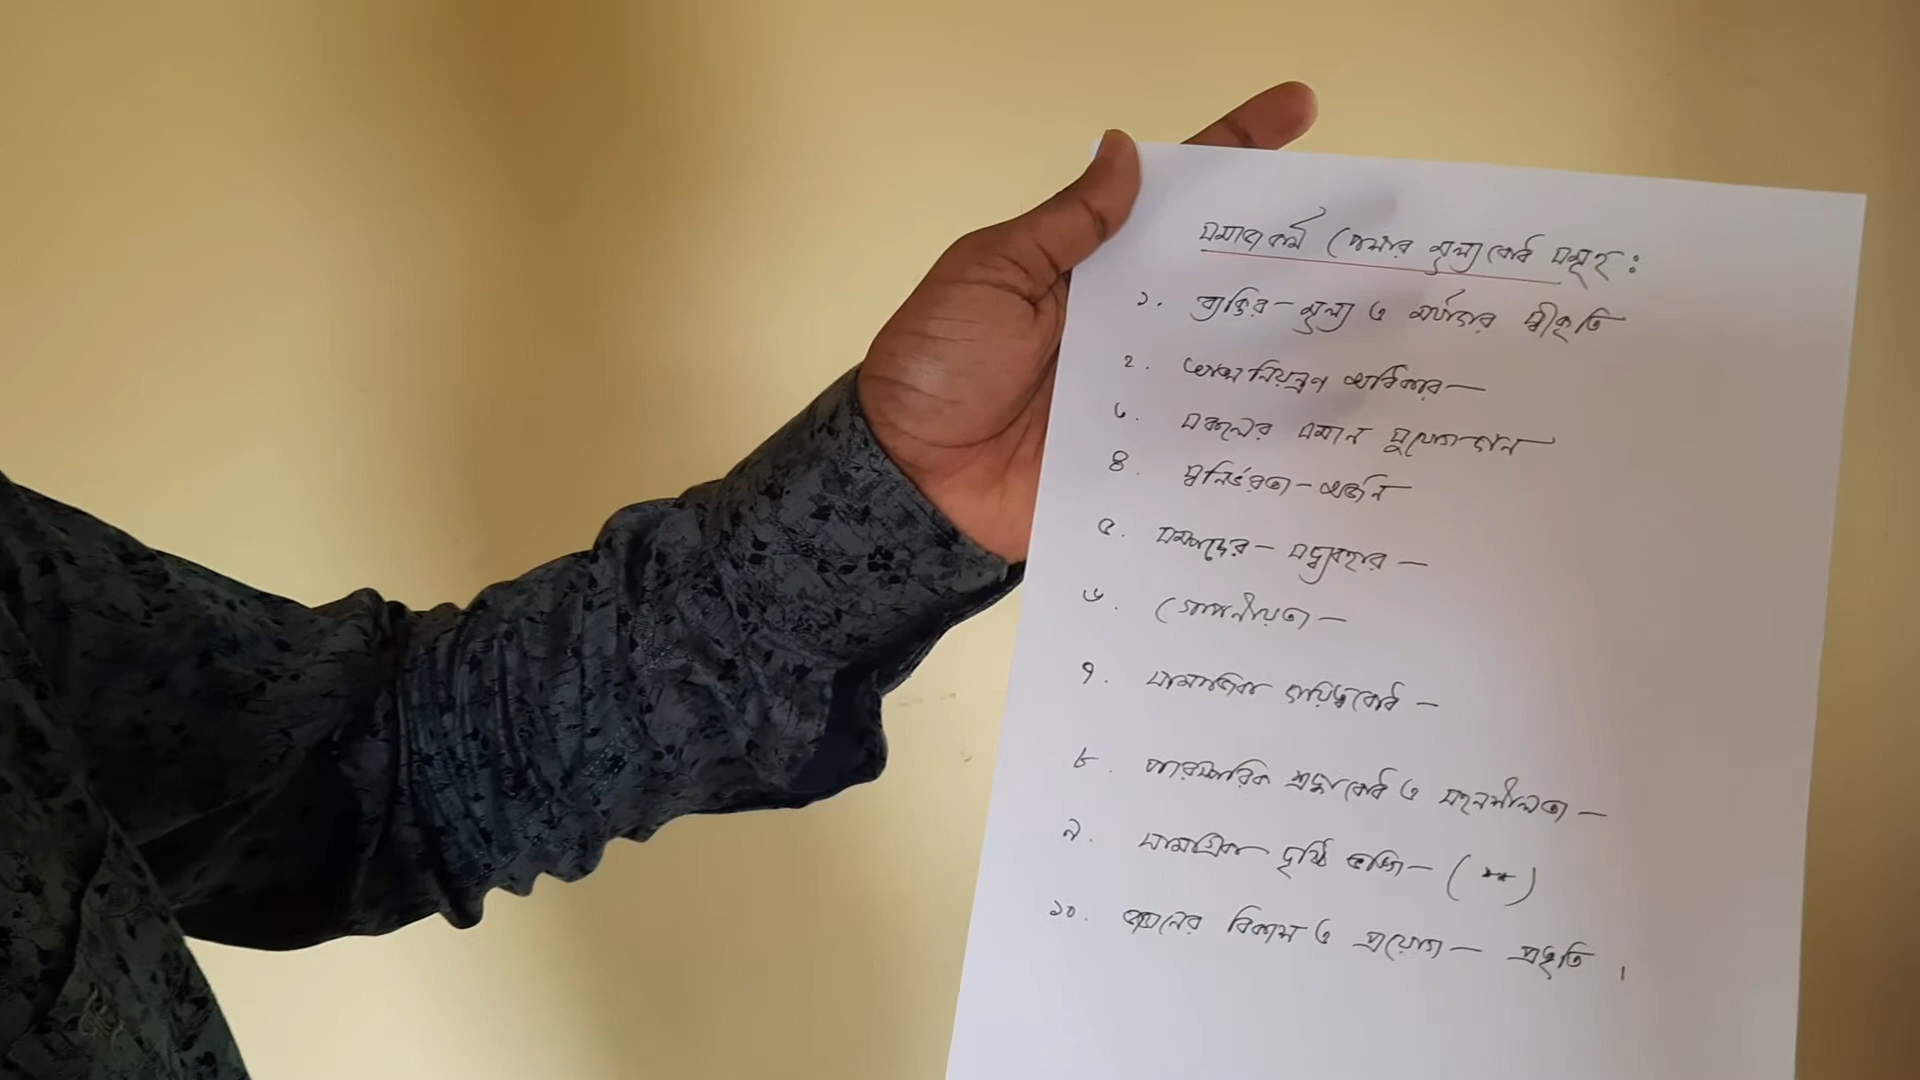 সমাজকর্ম পেশার মূল্যবোধ সমূহ :
১. ব্যক্তির মূল্য ও মর্যাদার স্বীকৃতি
২. আত্মনিয়ন্ত্রণ অধিকার—
৩. সকলের সমান সুযোগ দান
৪. স্বনির্ভরতা - অর্জন
৫. সম্পদের - সদ্ব্যবহার —
৬. গোপনীয়তা —
৭. সামাজিক দায়িত্ববোধ —
৮. পারস্পরিক শ্রদ্ধাবোধ ও সহনশীলতা —
৯. সামগ্রিক দৃষ্টি ভঙ্গি — (**)
১০. জ্ঞানের বিকাশ ও প্রয়োগ — প্রভৃতি ।